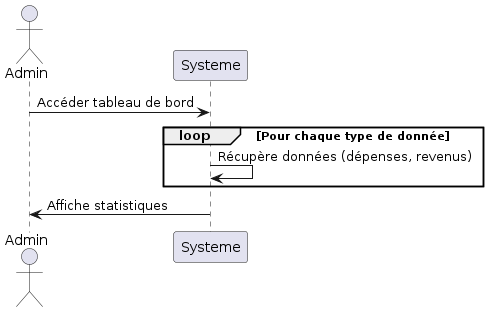 Admin
Systeme
Accéder tableau de bord
loop [Pour chaque type de donnée]
Récupère données (dépenses, revenus)
Affiche statistiques
Admin
Systeme